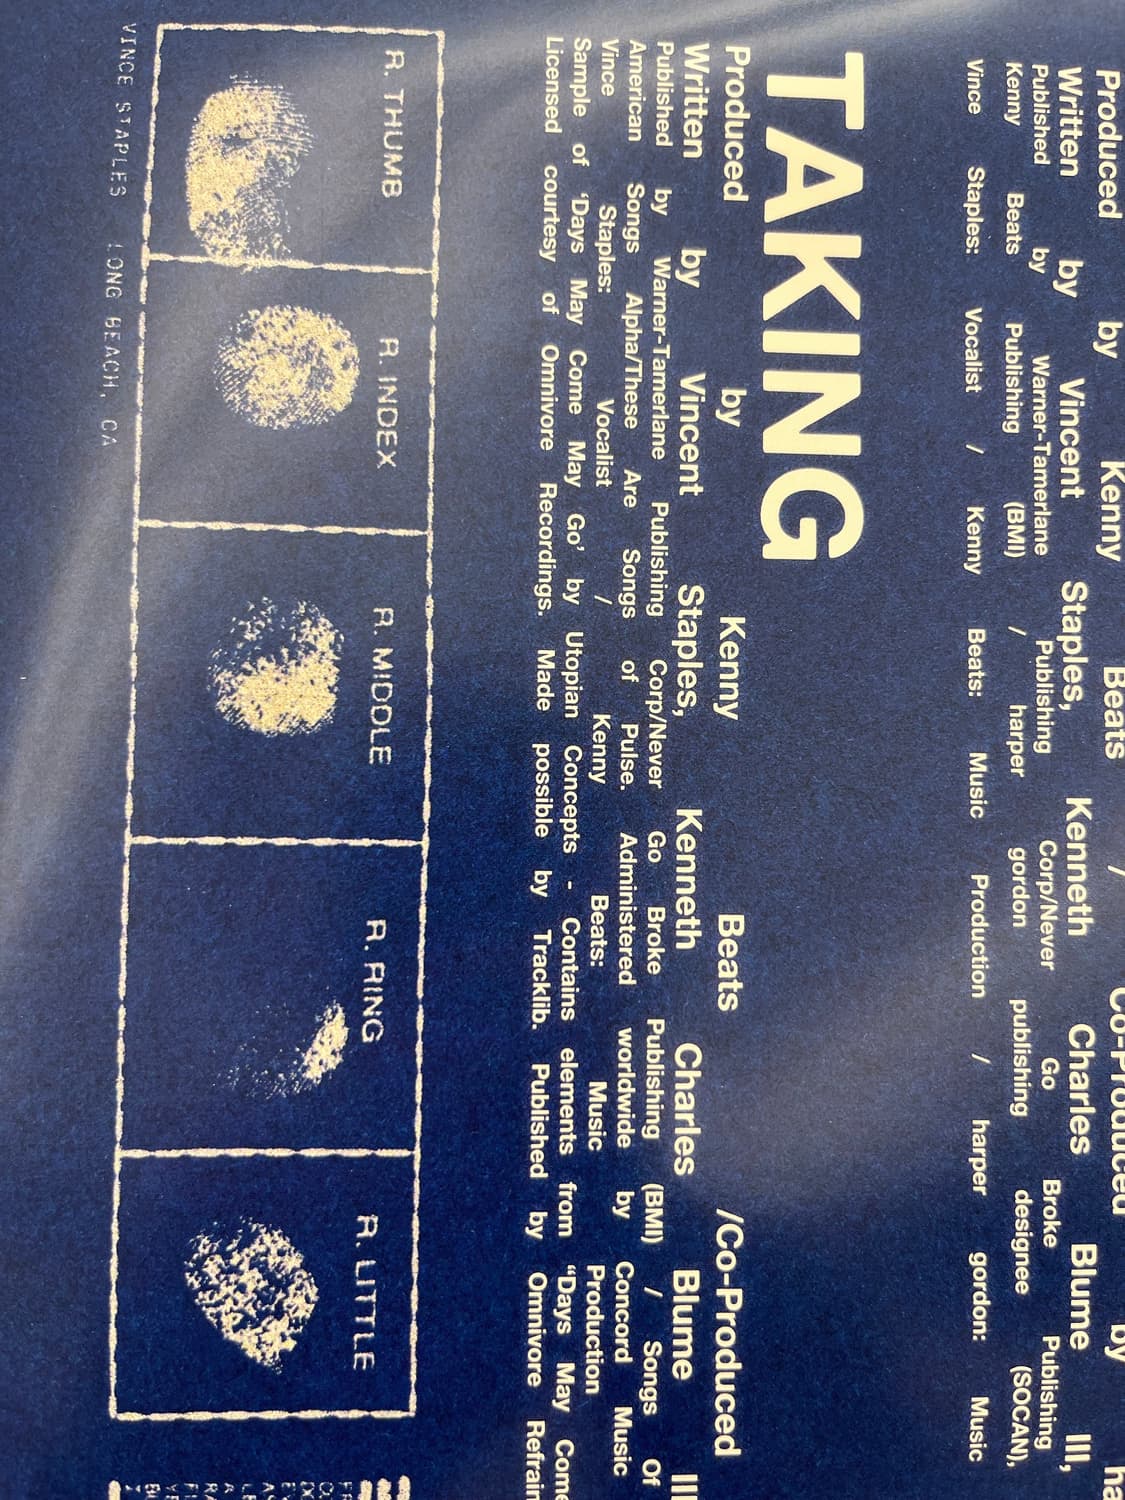 Produced by Kenny Beats / Co-Produced by
Written by Vincent Staples, Kenneth Charles Blume III,
Published by Warner-Tamerlane Publishing Corp/Never Go Broke Publishing
Kenny Beats Publishing (BMI) / harper gordon publishing designee (SOCAN),
Vince Staples: Vocalist / Kenny Beats: Music Production / harper gordon: Music
TAKING
Produced by Kenny Beats /Co-Produced
Written by Vincent Staples, Kenneth Charles Blume III
Published by Warner-Tamerlane Publishing Corp/Never Go Broke Publishing (BMI) / Songs Of
American Songs Alpha/These Are Songs of Pulse. Administered worldwide by Concord Music
Vince Staples: Vocalist / Kenny Beats: Music Production
Sample of ‘Days May Come May Go’ by Utopian Concepts - Contains elements from “Days May Come
Licensed courtesy of Omnivore Recordings. Made possible by Tracklib. Published by Omnivore Refrain
R. THUMB R. INDEX R. MIDDLE R. RING R. LITTLE
VINCE STAPLES LONG BEACH, CA